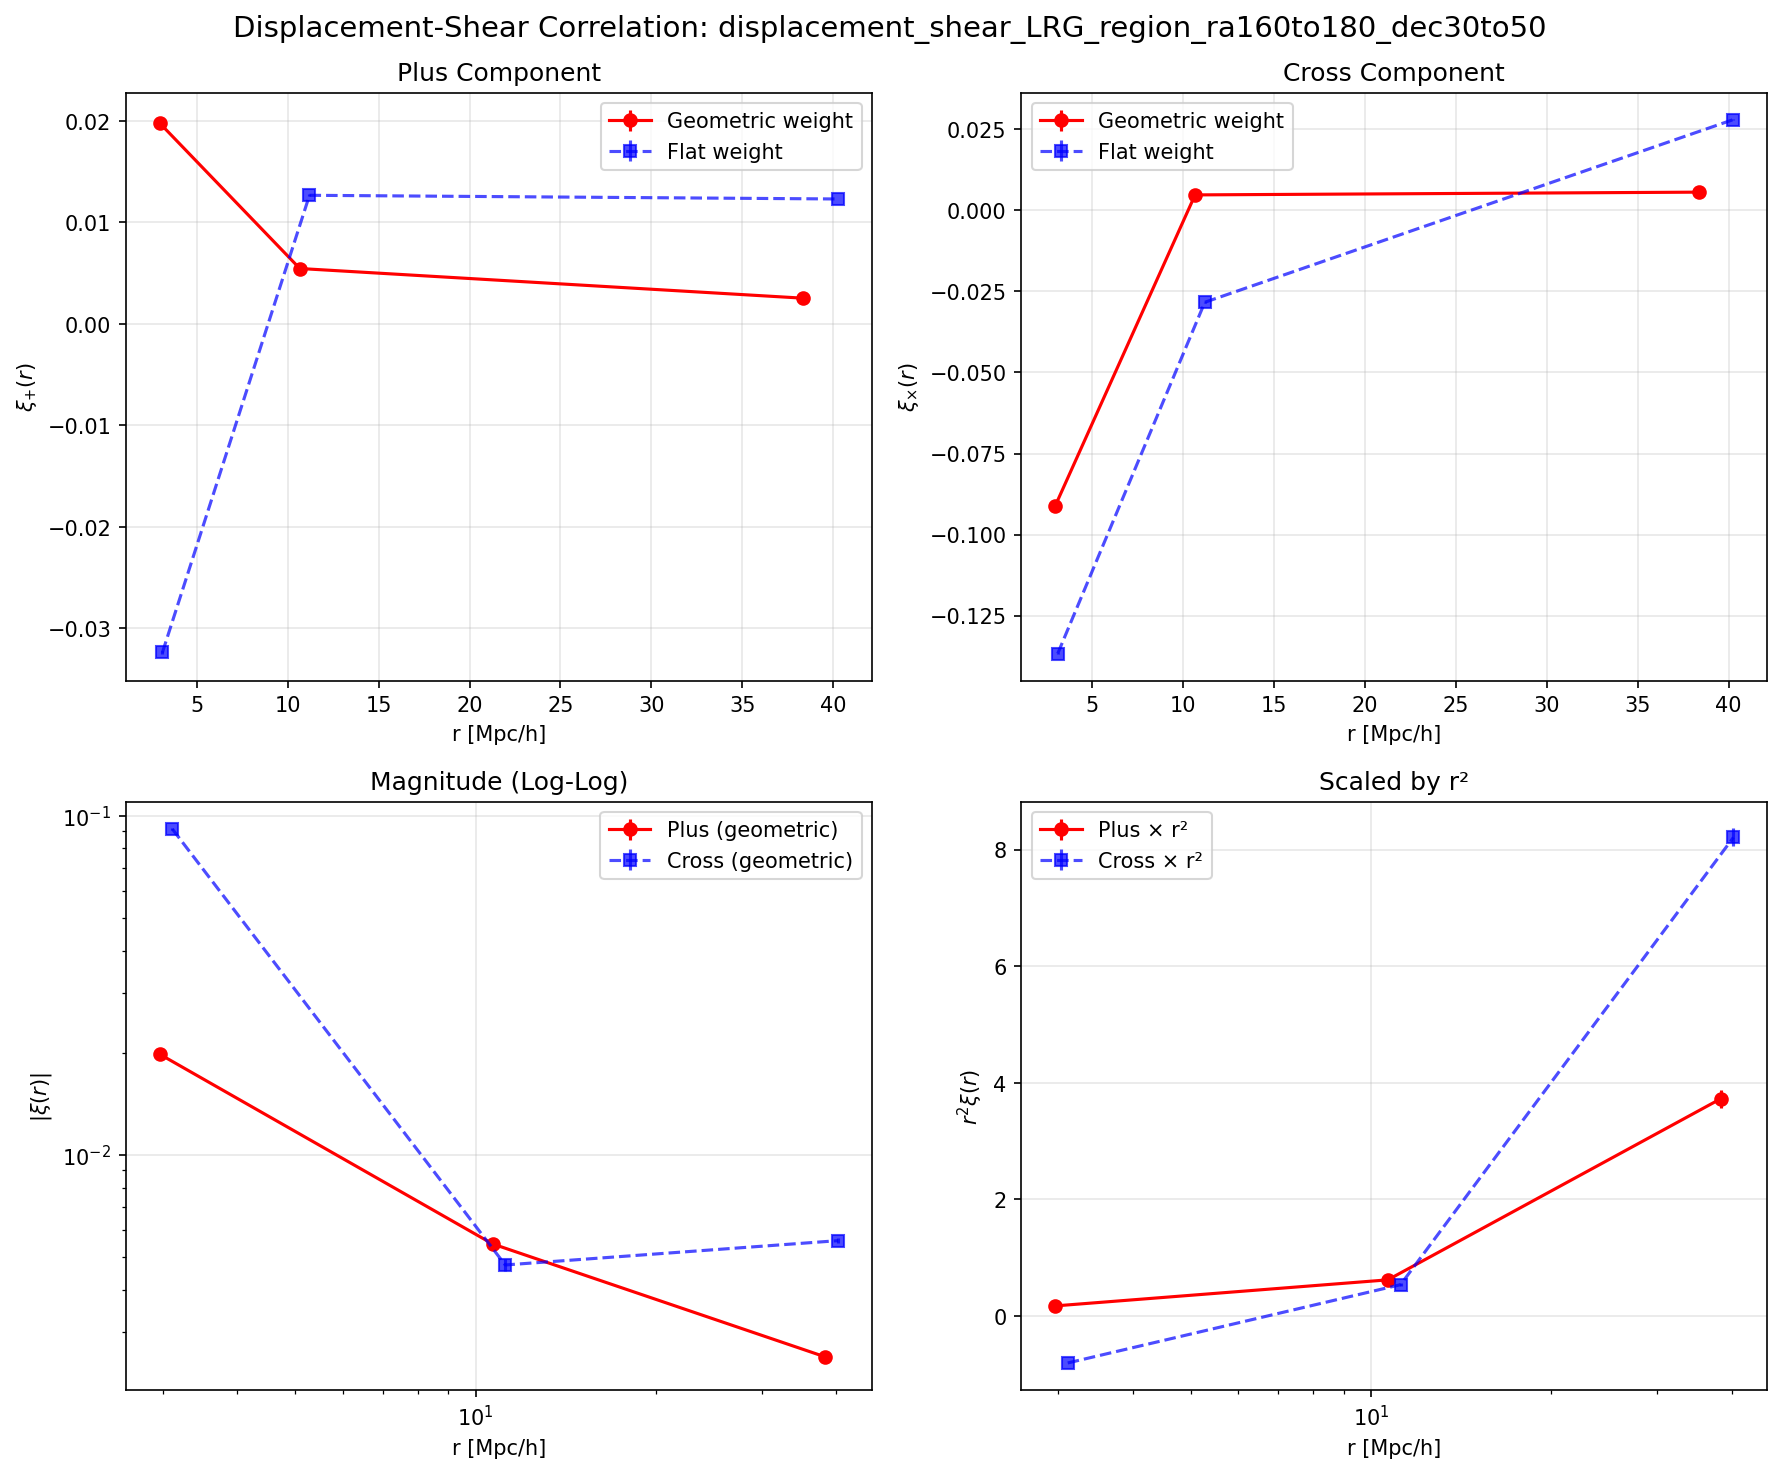 Displacement-Shear Correlation: displacement_shear_LRG_region_ra160to180_dec30to50
Plus Component
Geometric weight
Flat weight
0.02
0.01
0.00
−0.01
−0.02
−0.03
ξ+(r)
5 10 15 20 25 30 35 40
r [Mpc/h]
Cross Component
Geometric weight
Flat weight
0.025
0.000
−0.025
−0.050
−0.075
−0.100
−0.125
ξ×(r)
5 10 15 20 25 30 35 40
r [Mpc/h]
Magnitude (Log-Log)
Plus (geometric)
Cross (geometric)
10⁻¹
10⁻²
|ξ(r)|
10¹
r [Mpc/h]
Scaled by r²
Plus × r²
Cross × r²
8
6
4
2
0
r²ξ(r)
10¹
r [Mpc/h]